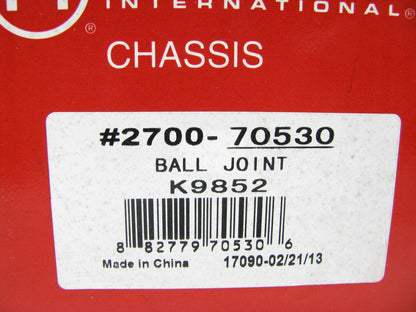 INTERNATIONAL®
®
CHASSIS
#2700-70530
BALL JOINT
K9852
8 82779 70530 6
Made in China 17090-02/21/13